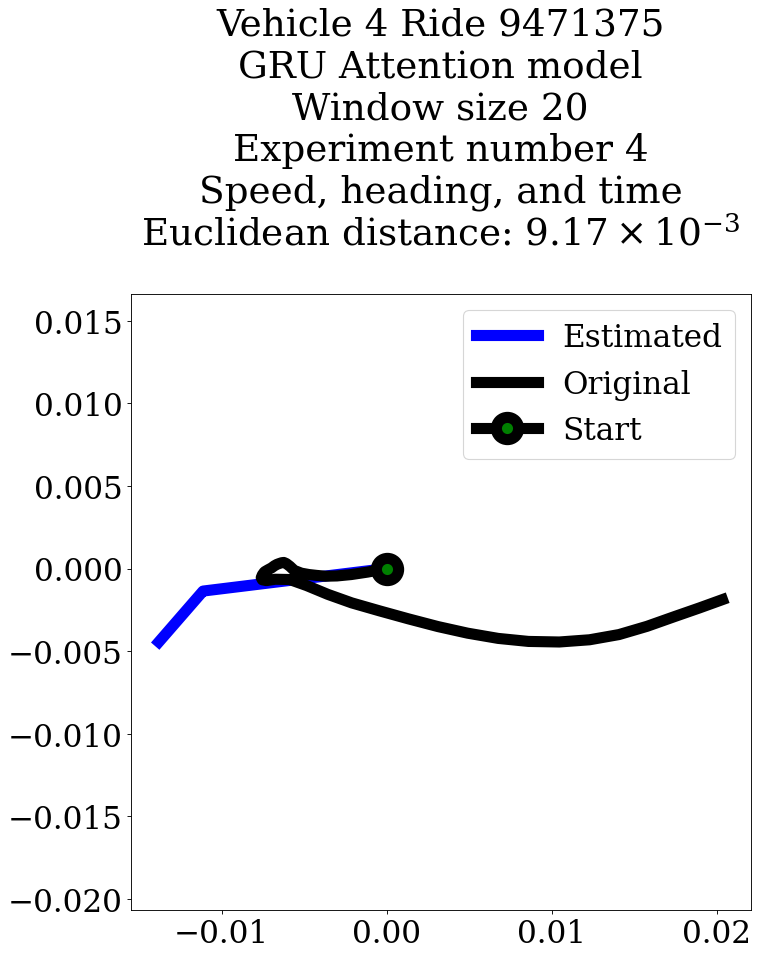 Vehicle 4 Ride 9471375
GRU Attention model
Window size 20
Experiment number 4
Speed, heading, and time
Euclidean distance: 9.17 × 10⁻³
Estimated
Original
Start
0.015
0.010
0.005
0.000
−0.005
−0.010
−0.015
−0.020
−0.01 0.00 0.01 0.02